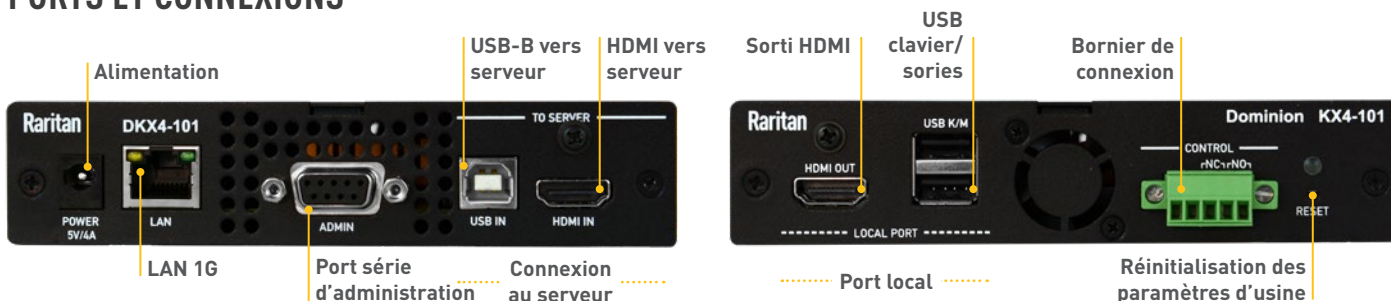 PORTS ET CONNEXIONS
USB-B vers
serveur
HDMI vers
serveur
Alimentation
Raritan
DKX4-101
TO SERVER
POWER
5V/4A
LAN
ADMIN
USB IN
HDMI IN
LAN 1G
Port série
d'administration
Connexion
au serveur
USB
clavier/
sories
Sorti HDMI
Bornier de
connexion
Raritan
USB K/M
Dominion KX4-101
CONTROL
NC
NO
HDMI OUT
RESET
LOCAL PORT
Port local
Réinitialisation des
paramètres d'usine